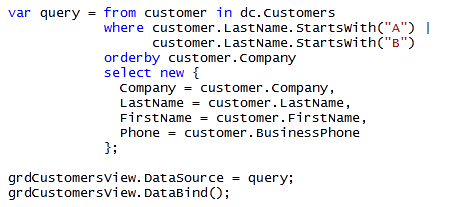 var query = from customer in dc.Customers
            where customer.LastName.StartsWith("A") |
                  customer.LastName.StartsWith("B")
            orderby customer.Company
            select new {
              Company = customer.Company,
              LastName = customer.LastName,
              FirstName = customer.FirstName,
              Phone = customer.BusinessPhone
            };

grdCustomersView.DataSource = query;
grdCustomersView.DataBind();